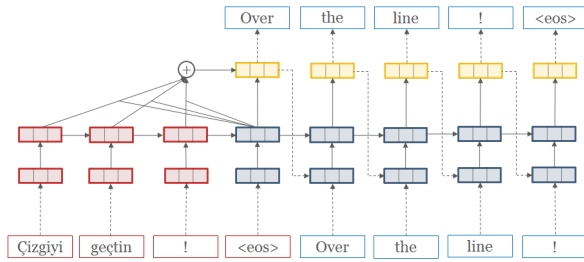 Over the line ! <eos>
+
Çizgiyi geçtin ! <eos> Over the line !